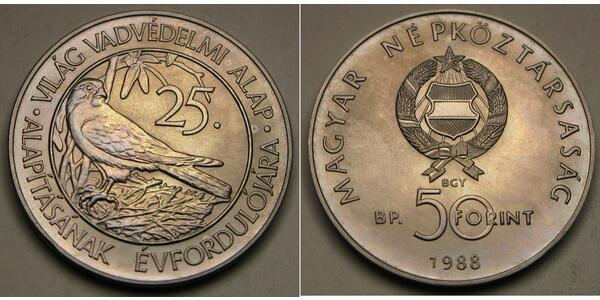 · VILÁG VADVÉDELMI ALAP ·
ALAPÍTÁSÁNAK ÉVFORDULÓJÁRA
25.
MAGYAR NÉPKÖZTÁRSASÁG
BGY
BP. 50 FORINT
1988